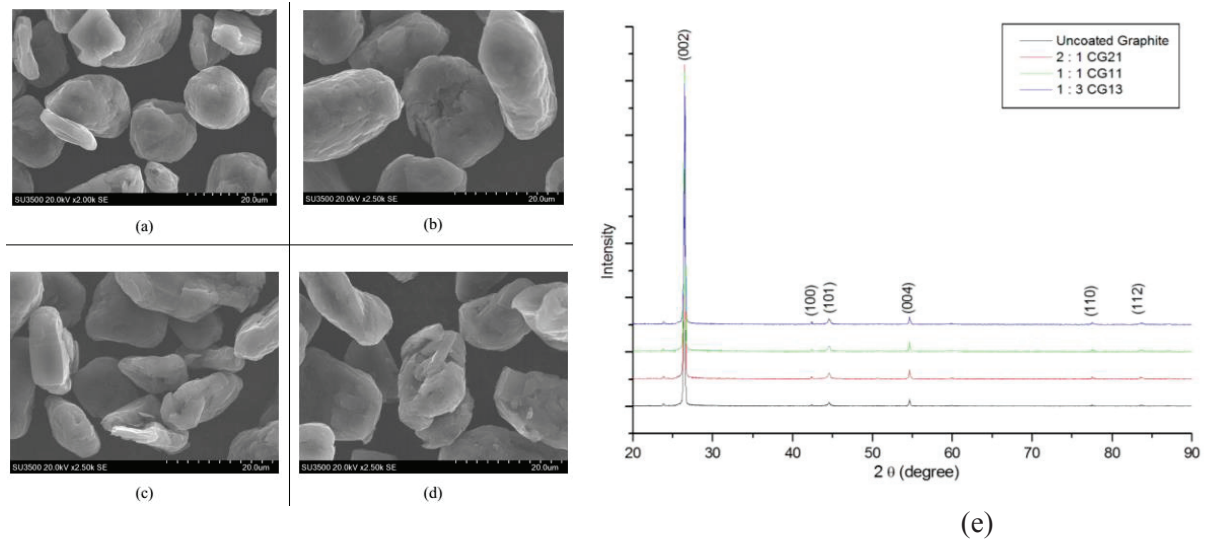 SU3500 20.0kV x2.00k SE 20.0um
(a)
SU3500 20.0kV x2.50k SE 20.0um
(b)
SU3500 20.0kV x2.50k SE 20.0um
(c)
SU3500 20.0kV x2.50k SE 20.0um
(d)
Uncoated Graphite
2 : 1 CG21
1 : 1 CG11
1 : 3 CG13
(002)
(100)
(101)
(004)
(110)
(112)
Intensity
20 30 40 50 60 70 80 90
2 θ (degree)
(e)